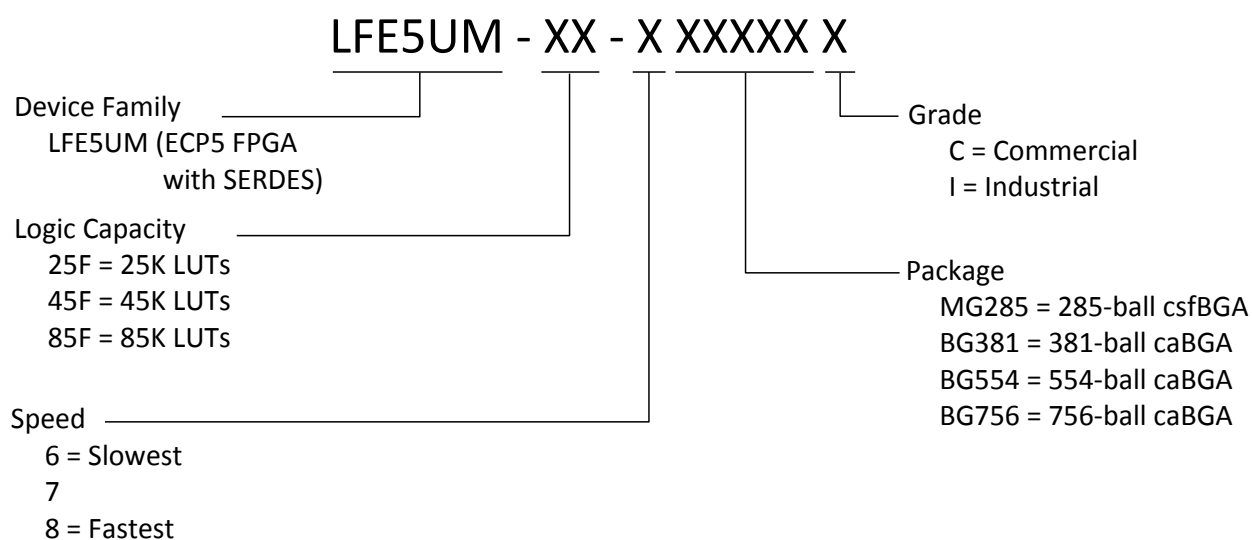 LFE5UM - XX - X XXXXX X
Device Family
LFE5UM (ECP5 FPGA
with SERDES)
Logic Capacity
25F = 25K LUTs
45F = 45K LUTs
85F = 85K LUTs
Speed
6 = Slowest
7
8 = Fastest
Grade
C = Commercial
I = Industrial
Package
MG285 = 285-ball csfBGA
BG381 = 381-ball caBGA
BG554 = 554-ball caBGA
BG756 = 756-ball caBGA